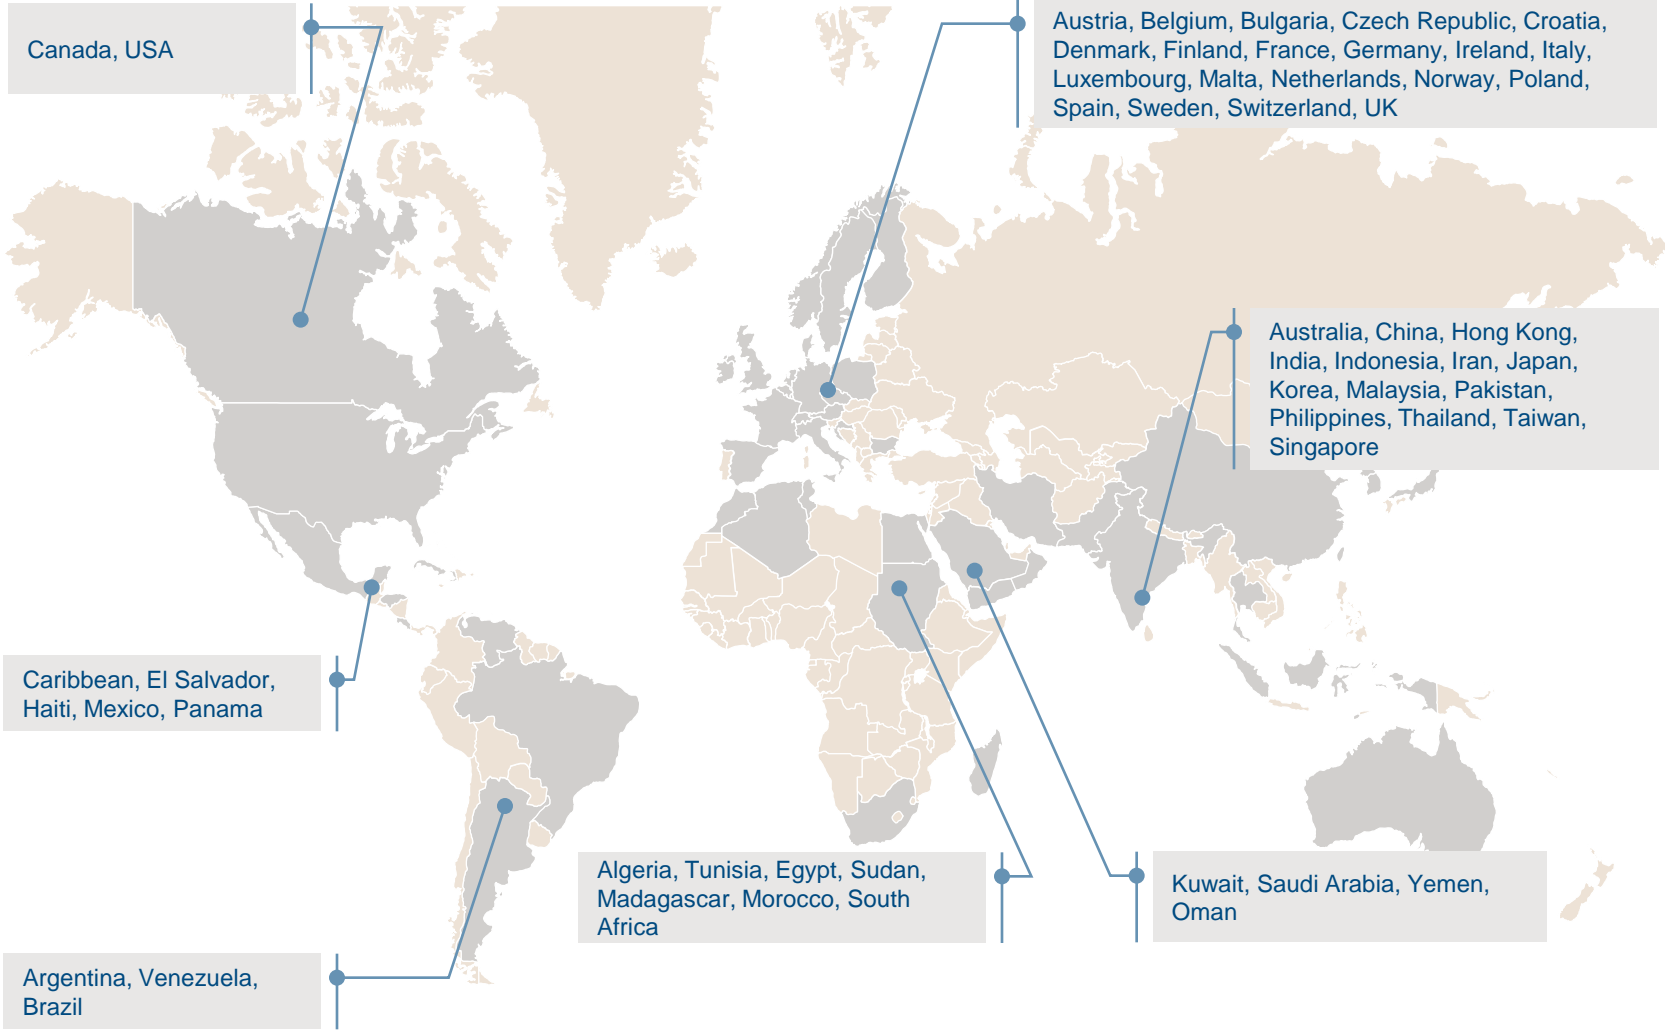 Canada, USA
Austria, Belgium, Bulgaria, Czech Republic, Croatia,
Denmark, Finland, France, Germany, Ireland, Italy,
Luxembourg, Malta, Netherlands, Norway, Poland,
Spain, Sweden, Switzerland, UK
Australia, China, Hong Kong,
India, Indonesia, Iran, Japan,
Korea, Malaysia, Pakistan,
Philippines, Thailand, Taiwan,
Singapore
Caribbean, El Salvador,
Haiti, Mexico, Panama
Algeria, Tunisia, Egypt, Sudan,
Madagascar, Morocco, South
Africa
Kuwait, Saudi Arabia, Yemen,
Oman
Argentina, Venezuela,
Brazil